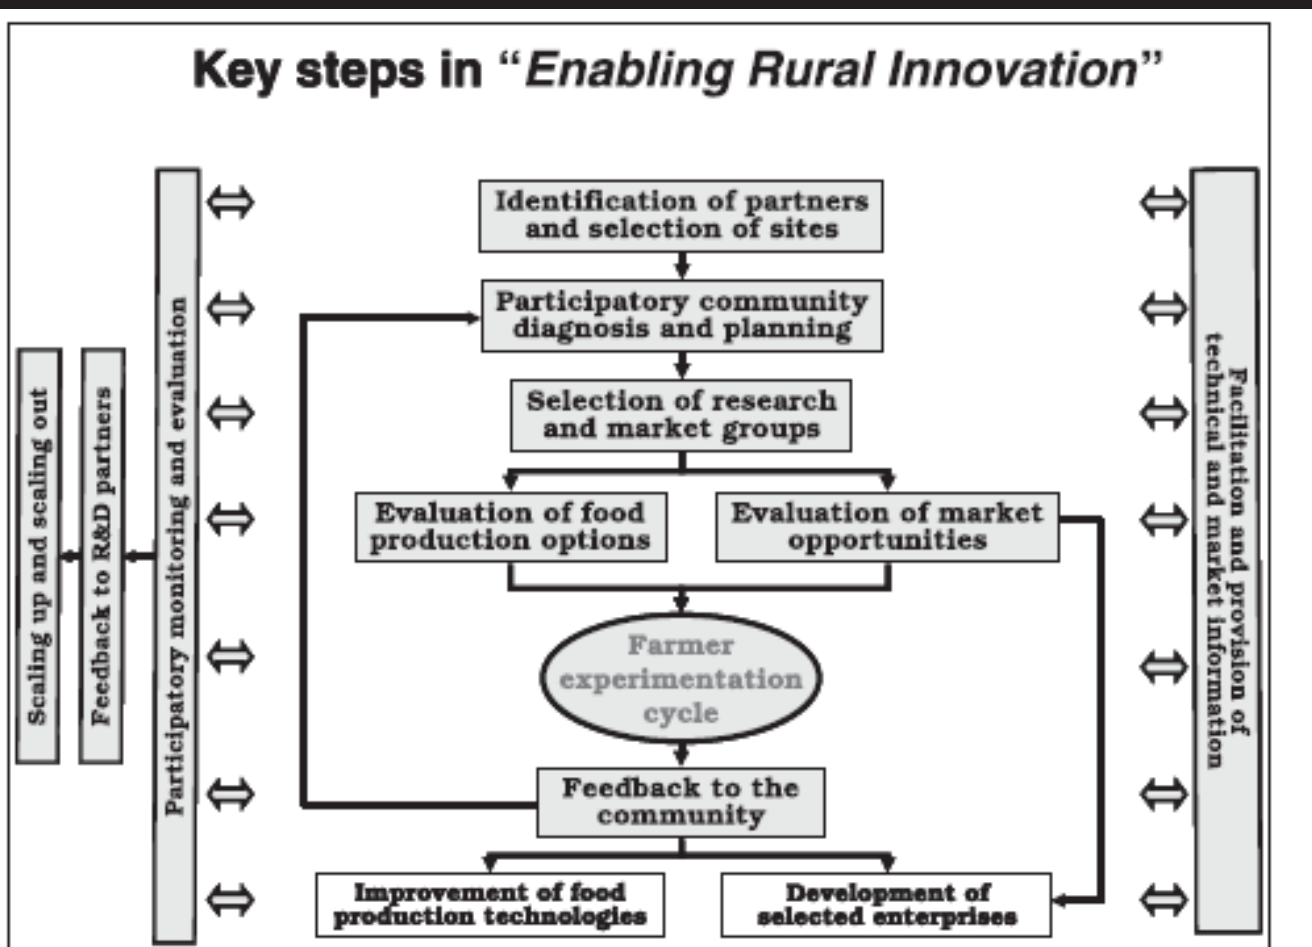 Key steps in “Enabling Rural Innovation”
Identification of partners
and selection of sites
Participatory community
diagnosis and planning
Selection of research
and market groups
Evaluation of food
production options
Evaluation of market
opportunities
Farmer
experimentation
cycle
Feedback to the
community
Improvement of food
production technologies
Development of
selected enterprises
Scaling up and scaling out
Feedback to R&D partners
Participatory monitoring and evaluation
Facilitation and provision of
technical and market information